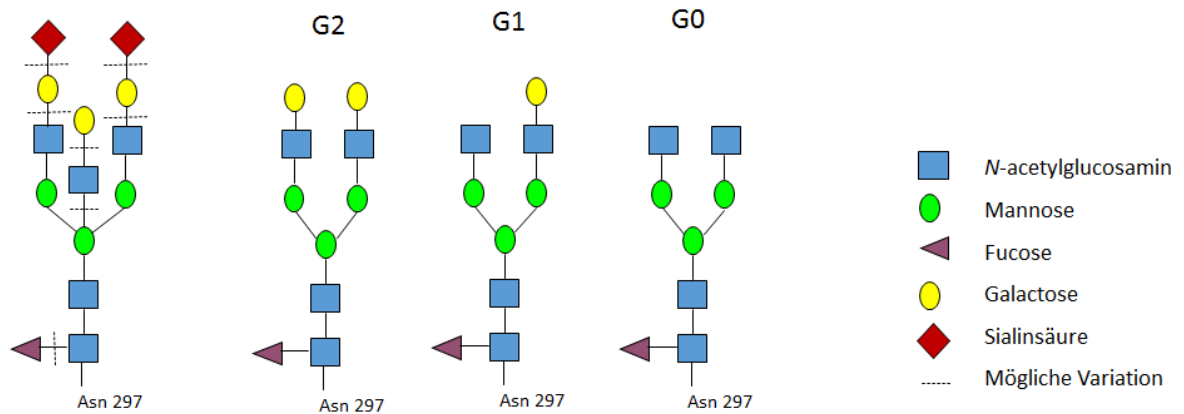 G2
G1
G0
N-acetylglucosamin
Mannose
Fucose
Galactose
Sialinsäure
Mögliche Variation
Asn 297
Asn 297
Asn 297
Asn 297